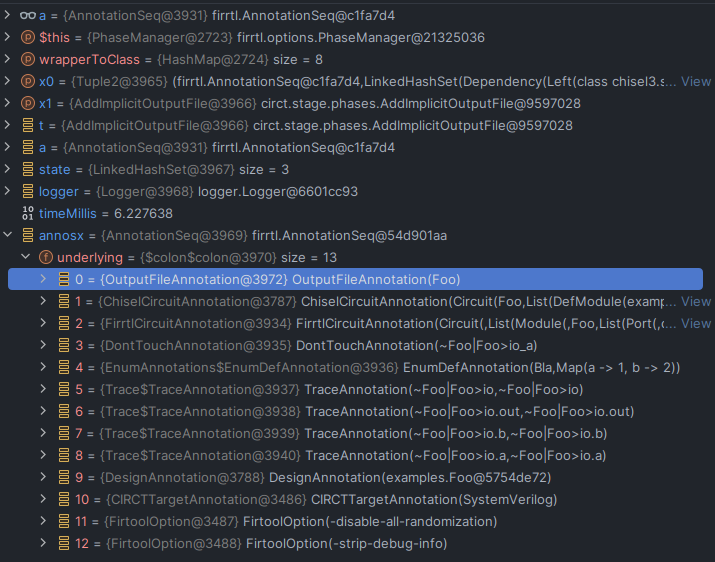 a = {AnnotationSeq@3931} firrtl.AnnotationSeq@c1fa7d4
$this = {PhaseManager@2723} firrtl.options.PhaseManager@21325036
wrapperToClass = {HashMap@2724} size = 8
x0 = {Tuple2@3965} (firrtl.AnnotationSeq@c1fa7d4,LinkedHashSet(Dependency(Left(class chisel3.s... View
x1 = {AddImplicitOutputFile@3966} circt.stage.phases.AddImplicitOutputFile@9597028
t = {AddImplicitOutputFile@3966} circt.stage.phases.AddImplicitOutputFile@9597028
a = {AnnotationSeq@3931} firrtl.AnnotationSeq@c1fa7d4
state = {LinkedHashSet@3967} size = 3
logger = {Logger@3968} logger.Logger@6601cc93
10 01 timeMillis = 6.227638
annosx = {AnnotationSeq@3969} firrtl.AnnotationSeq@54d901aa
underlying = {$colon$colon@3970} size = 13
0 = {OutputFileAnnotation@3972} OutputFileAnnotation(Foo)
1 = {ChiselCircuitAnnotation@3787} ChiselCircuitAnnotation(Circuit(Foo,List(DefModule(examp... View
2 = {FirrtlCircuitAnnotation@3934} FirrtlCircuitAnnotation(Circuit(,List(Module(,Foo,List(Port(,c... View
3 = {DontTouchAnnotation@3935} DontTouchAnnotation(~Foo|Foo>io_a)
4 = {EnumAnnotations$EnumDefAnnotation@3936} EnumDefAnnotation(Bla,Map(a -> 1, b -> 2))
5 = {Trace$TraceAnnotation@3937} TraceAnnotation(~Foo|Foo>io,~Foo|Foo>io)
6 = {Trace$TraceAnnotation@3938} TraceAnnotation(~Foo|Foo>io.out,~Foo|Foo>io.out)
7 = {Trace$TraceAnnotation@3939} TraceAnnotation(~Foo|Foo>io.b,~Foo|Foo>io.b)
8 = {Trace$TraceAnnotation@3940} TraceAnnotation(~Foo|Foo>io.a,~Foo|Foo>io.a)
9 = {DesignAnnotation@3788} DesignAnnotation(examples.Foo@5754de72)
10 = {CIRCTTargetAnnotation@3486} CIRCTTargetAnnotation(SystemVerilog)
11 = {FirtoolOption@3487} FirtoolOption(-disable-all-randomization)
12 = {FirtoolOption@3488} FirtoolOption(-strip-debug-info)